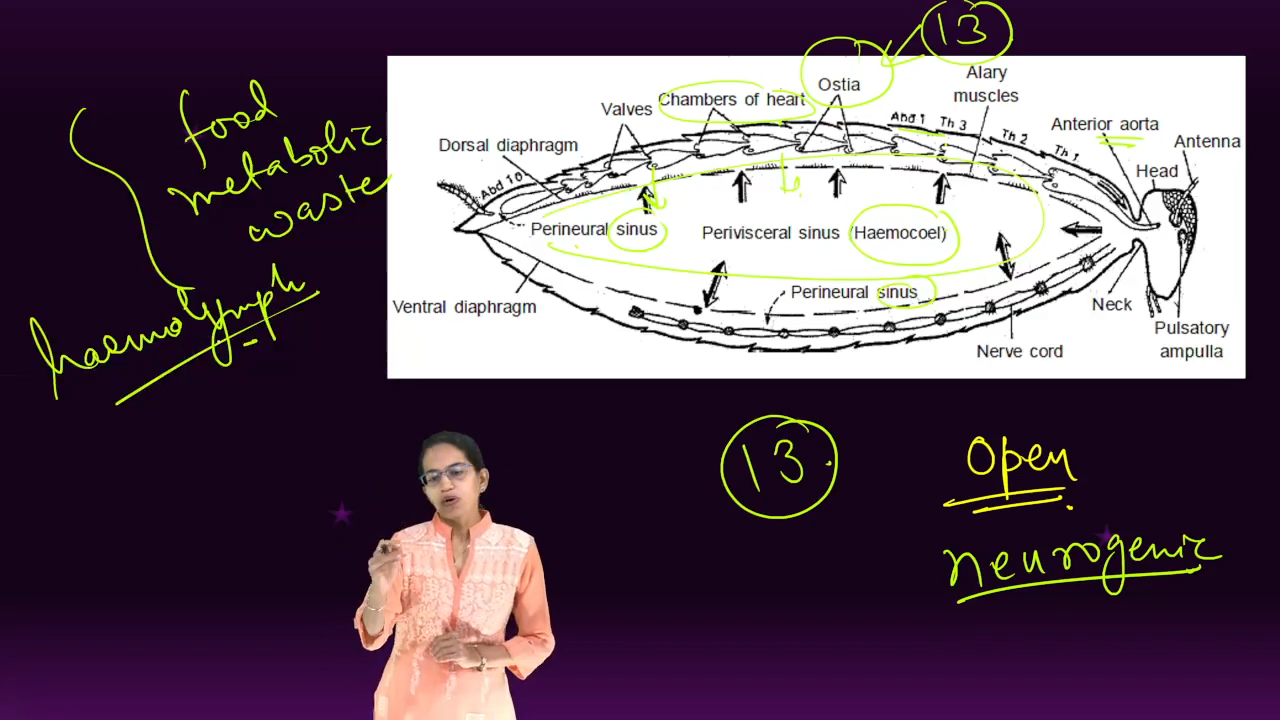 13
food
metabolic
waste
haemolymph
Ostia
Alary
muscles
Chambers of heart
Valves
Abd 1
Th 3
Th 2
Th 1
Anterior aorta
Antenna
Dorsal diaphragm
Head
Abd 10
Perineural sinus
Perivisceral sinus (Haemocoel)
Perineural sinus
Ventral diaphragm
Neck
Nerve cord
Pulsatory
ampulla
13
Open
neurogenic